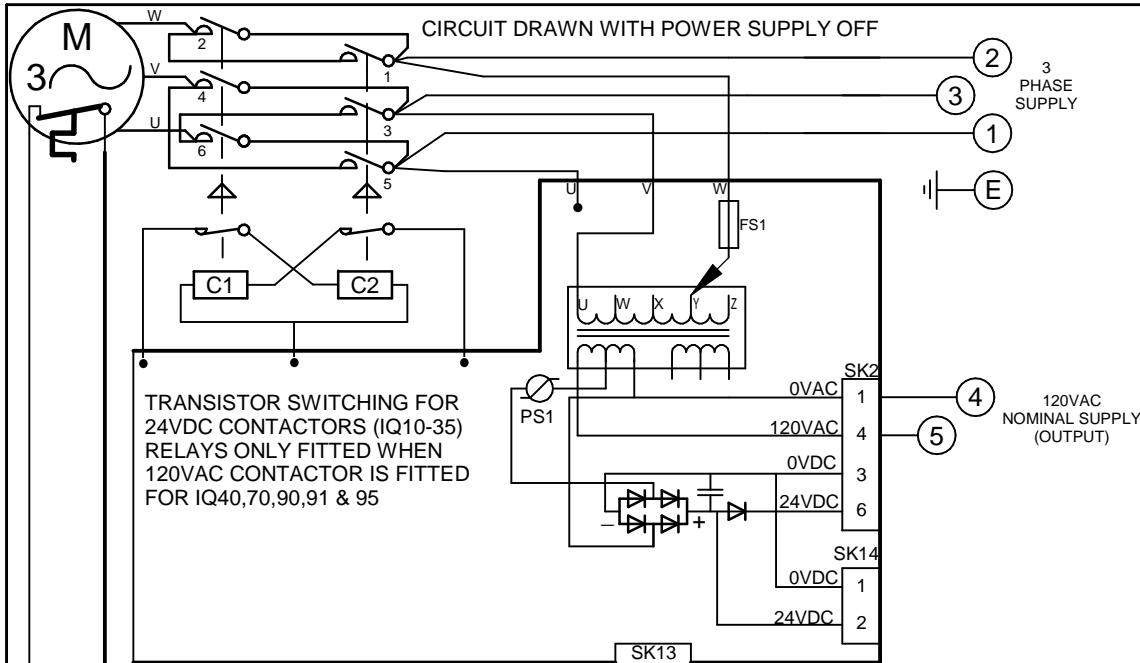 CIRCUIT DRAWN WITH POWER SUPPLY OFF
W
M
3
2
1
2
3
PHASE
SUPPLY
V
4
3
3
U
6
5
1
E
U
V
W
FS1
C1
C2
U
W
X
Y
Z
SK2
TRANSISTOR SWITCHING FOR
24VDC CONTACTORS (IQ10-35)
RELAYS ONLY FITTED WHEN
120VAC CONTACTOR IS FITTED
FOR IQ40,70,90,91 & 95
PS1
0VAC
1
4
120VAC
NOMINAL SUPPLY
(OUTPUT)
120VAC
4
5
0VDC
3
24VDC
6
–
+
SK14
0VDC
1
24VDC
2
SK13